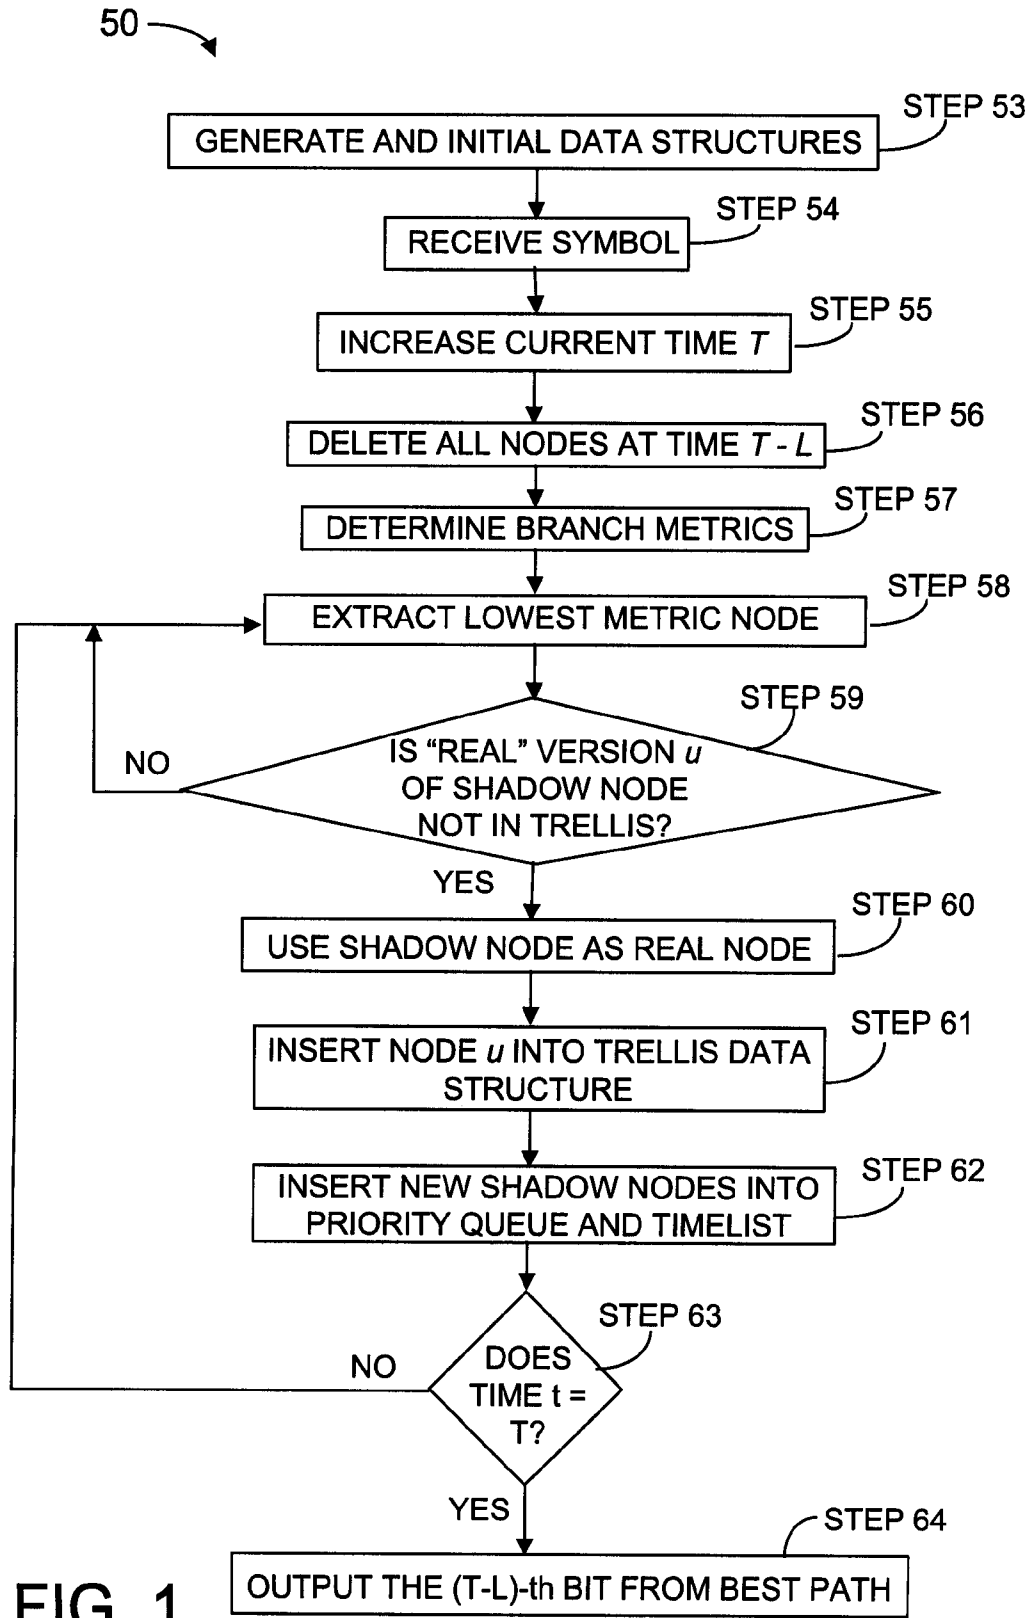 50
STEP 53
GENERATE AND INITIAL DATA STRUCTURES
STEP 54
RECEIVE SYMBOL
STEP 55
INCREASE CURRENT TIME T
STEP 56
DELETE ALL NODES AT TIME T - L
STEP 57
DETERMINE BRANCH METRICS
STEP 58
EXTRACT LOWEST METRIC NODE
STEP 59
IS “REAL” VERSION u
OF SHADOW NODE
NOT IN TRELLIS?
NO
YES
STEP 60
USE SHADOW NODE AS REAL NODE
STEP 61
INSERT NODE u INTO TRELLIS DATA
STRUCTURE
STEP 62
INSERT NEW SHADOW NODES INTO
PRIORITY QUEUE AND TIMELIST
STEP 63
DOES
TIME t =
T?
NO
YES
STEP 64
OUTPUT THE (T-L)-th BIT FROM BEST PATH
FIG. 1